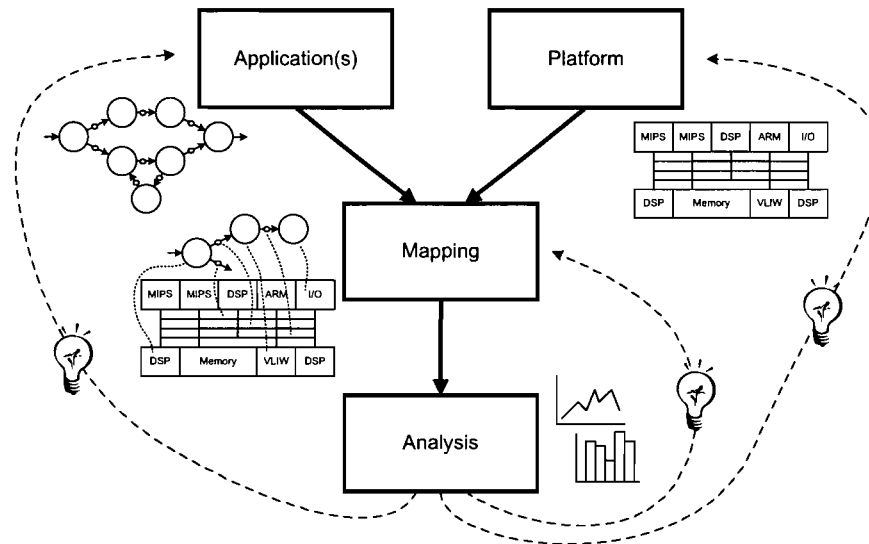 Application(s)
Platform
MIPS MIPS DSP ARM I/O
DSP Memory VLIW DSP
Mapping
MIPS MIPS DSP ARM I/O
DSP Memory VLIW DSP
Analysis